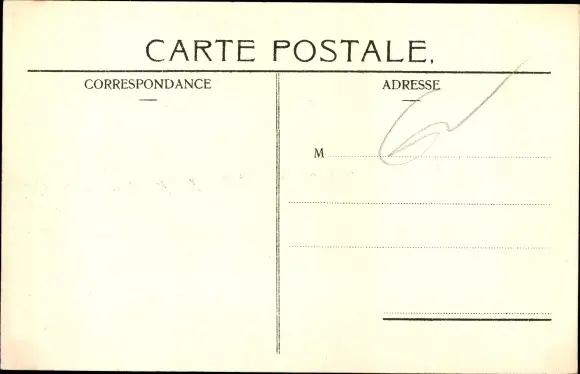 CARTE POSTALE.
CORRESPONDANCE
ADRESSE
M